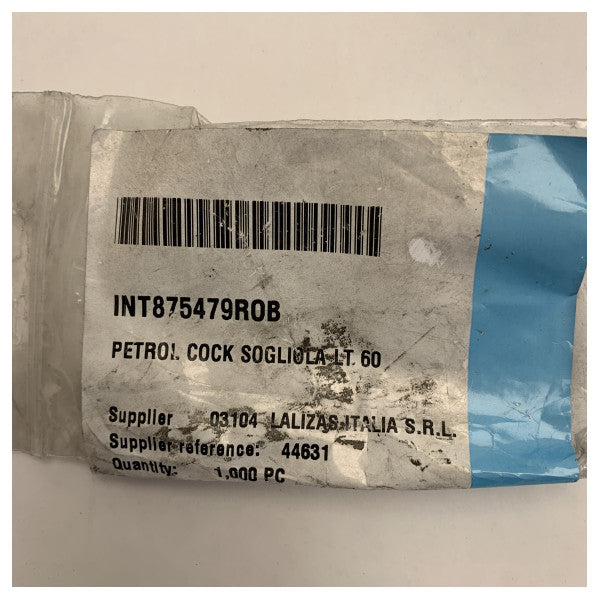 INT875479ROB
PETROL COCK SOGLIOLA LT. 60
Supplier 03104 LALIZAS ITALIA S.R.L.
Supplier reference: 44631
Quantity: 1,000 PC